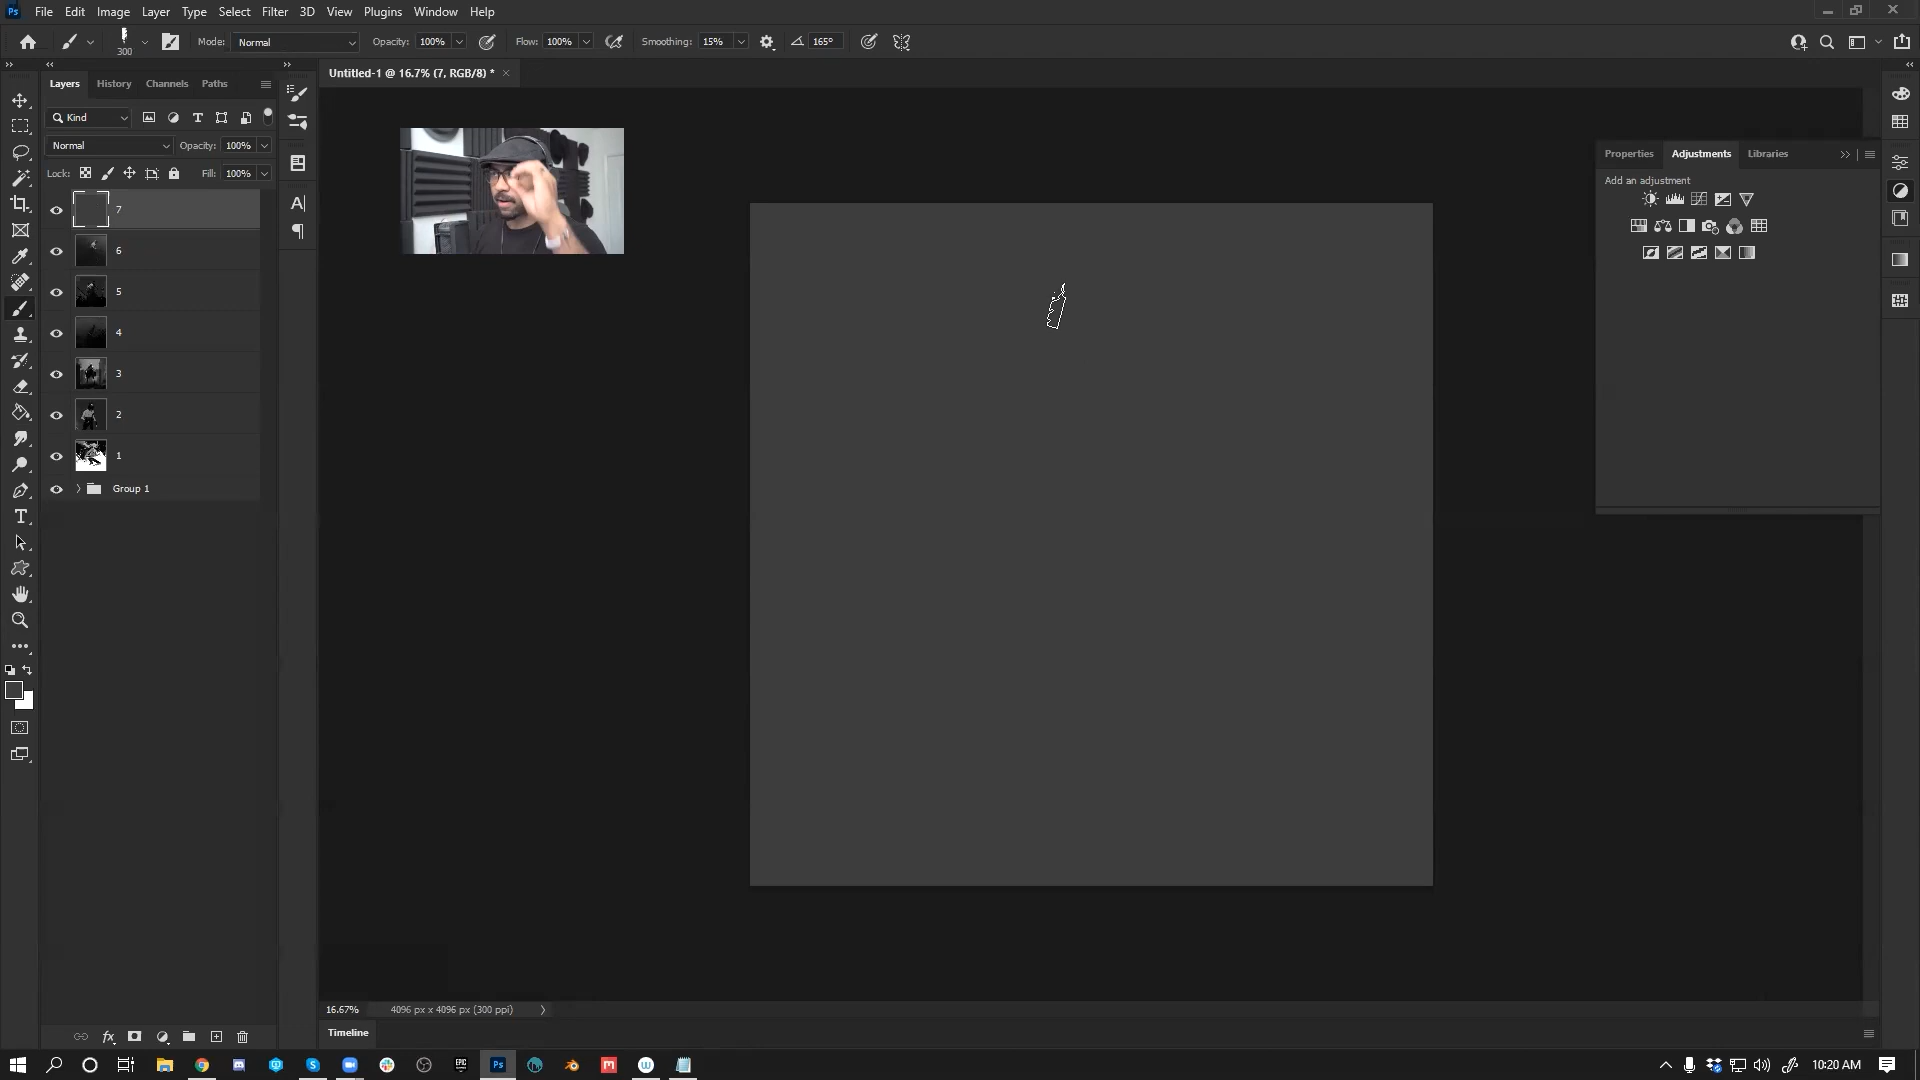 Ps File Edit Image Layer Type Select Filter 3D View Plugins Window Help
300 Mode: Normal Opacity: 100% Flow: 100% Smoothing: 15% 165°
Layers History Channels Paths
Untitled-1 @ 16.7% (7, RGB/8) *
Kind
Normal Opacity: 100%
Lock: Fill: 100%
7
6
5
4
3
2
1
Group 1
Properties Adjustments Libraries
Add an adjustment
16.67% 4096 px x 4096 px (300 ppi)
Timeline
10:20 AM